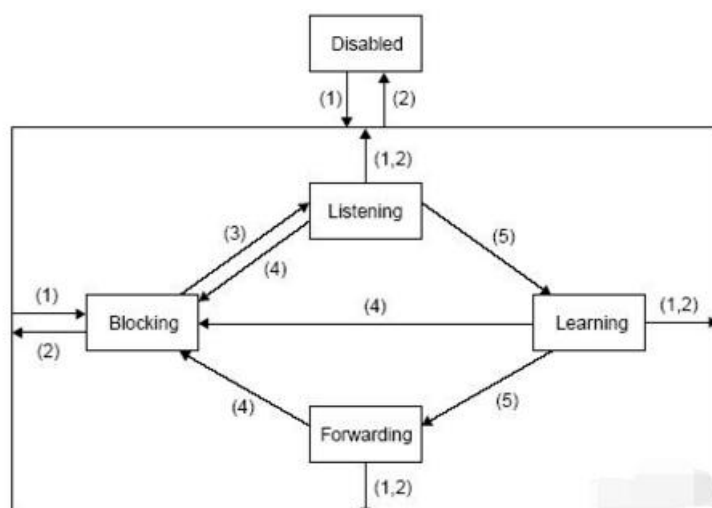 Disabled
(1)
(2)
(1,2)
Listening
(3)
(4)
(5)
(1)
Blocking
(2)
(4)
Learning
(1,2)
(4)
(5)
Forwarding
(1,2)